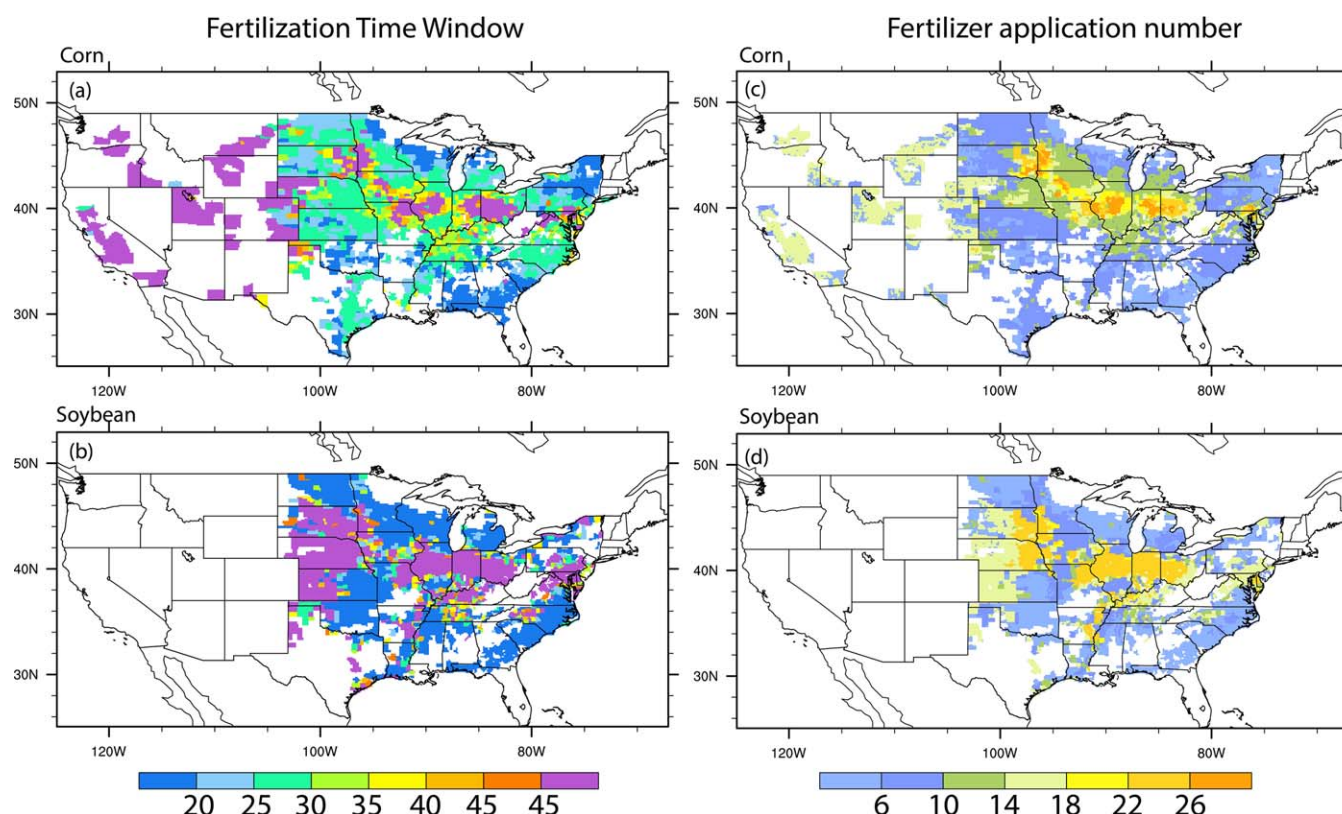 Fertilization Time Window Fertilizer application number
Corn Corn
(a) (c)
50N 50N
40N 40N
30N 30N
120W 100W 80W 120W 100W 80W
Soybean Soybean
(b) (d)
50N 50N
40N 40N
30N 30N
120W 100W 80W 120W 100W 80W
20 25 30 35 40 45 45 6 10 14 18 22 26